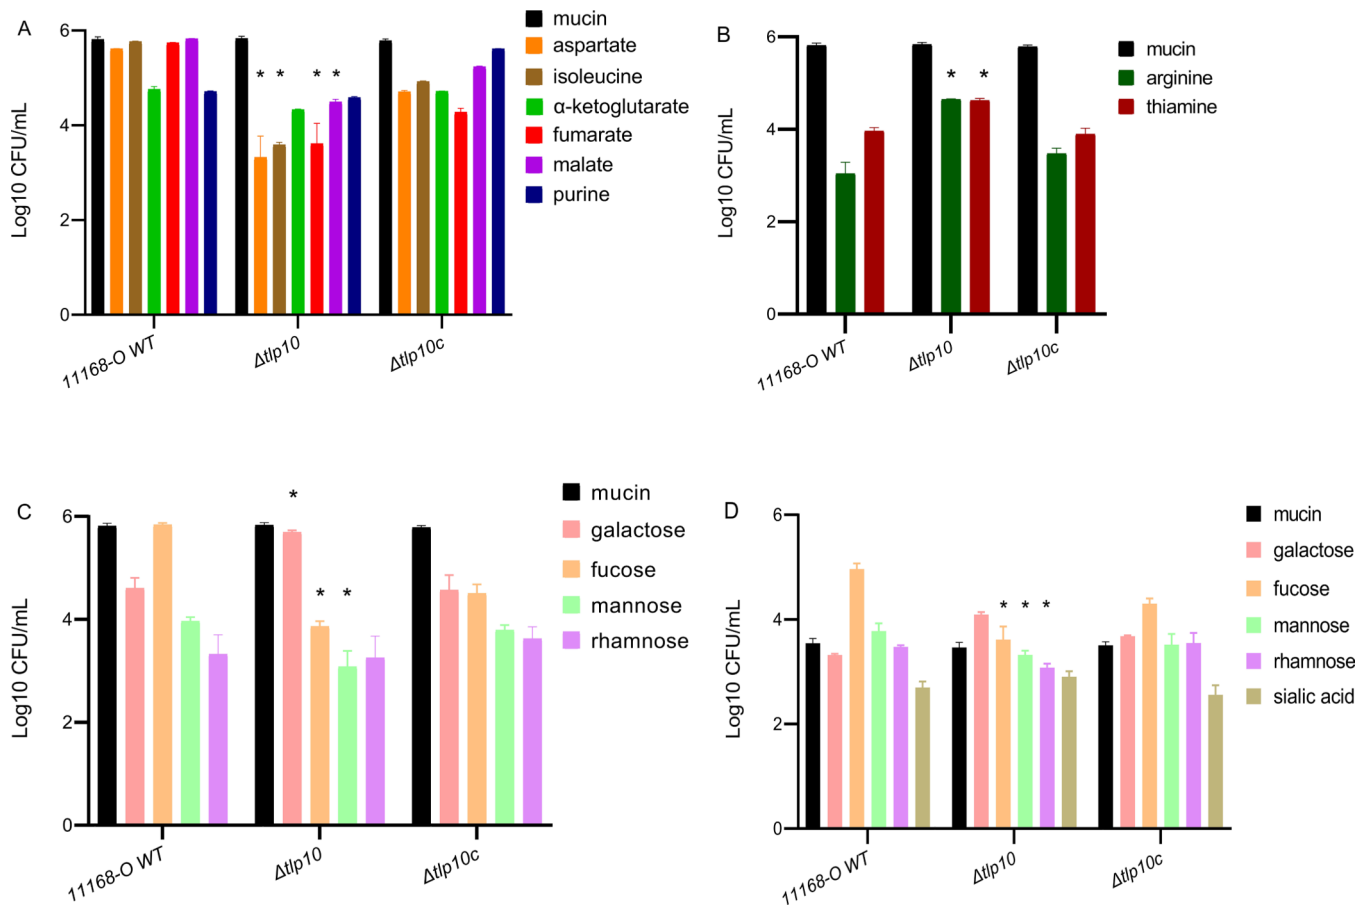 A
6
4
2
0
Log10 CFU/mL
* * * *
11168-O WT
Δtlp10
Δtlp10c
mucin
aspartate
isoleucine
α-ketoglutarate
fumarate
malate
purine
B
6
4
2
0
Log10 CFU/mL
* *
11168-O WT
Δtlp10
Δtlp10c
mucin
arginine
thiamine
C
6
4
2
0
Log10 CFU/mL
*
* *
11168-O WT
Δtlp10
Δtlp10c
mucin
galactose
fucose
mannose
rhamnose
D
6
4
2
0
Log10 CFU/mL
* * *
11168-O WT
Δtlp10
Δtlp10c
mucin
galactose
fucose
mannose
rhamnose
sialic acid